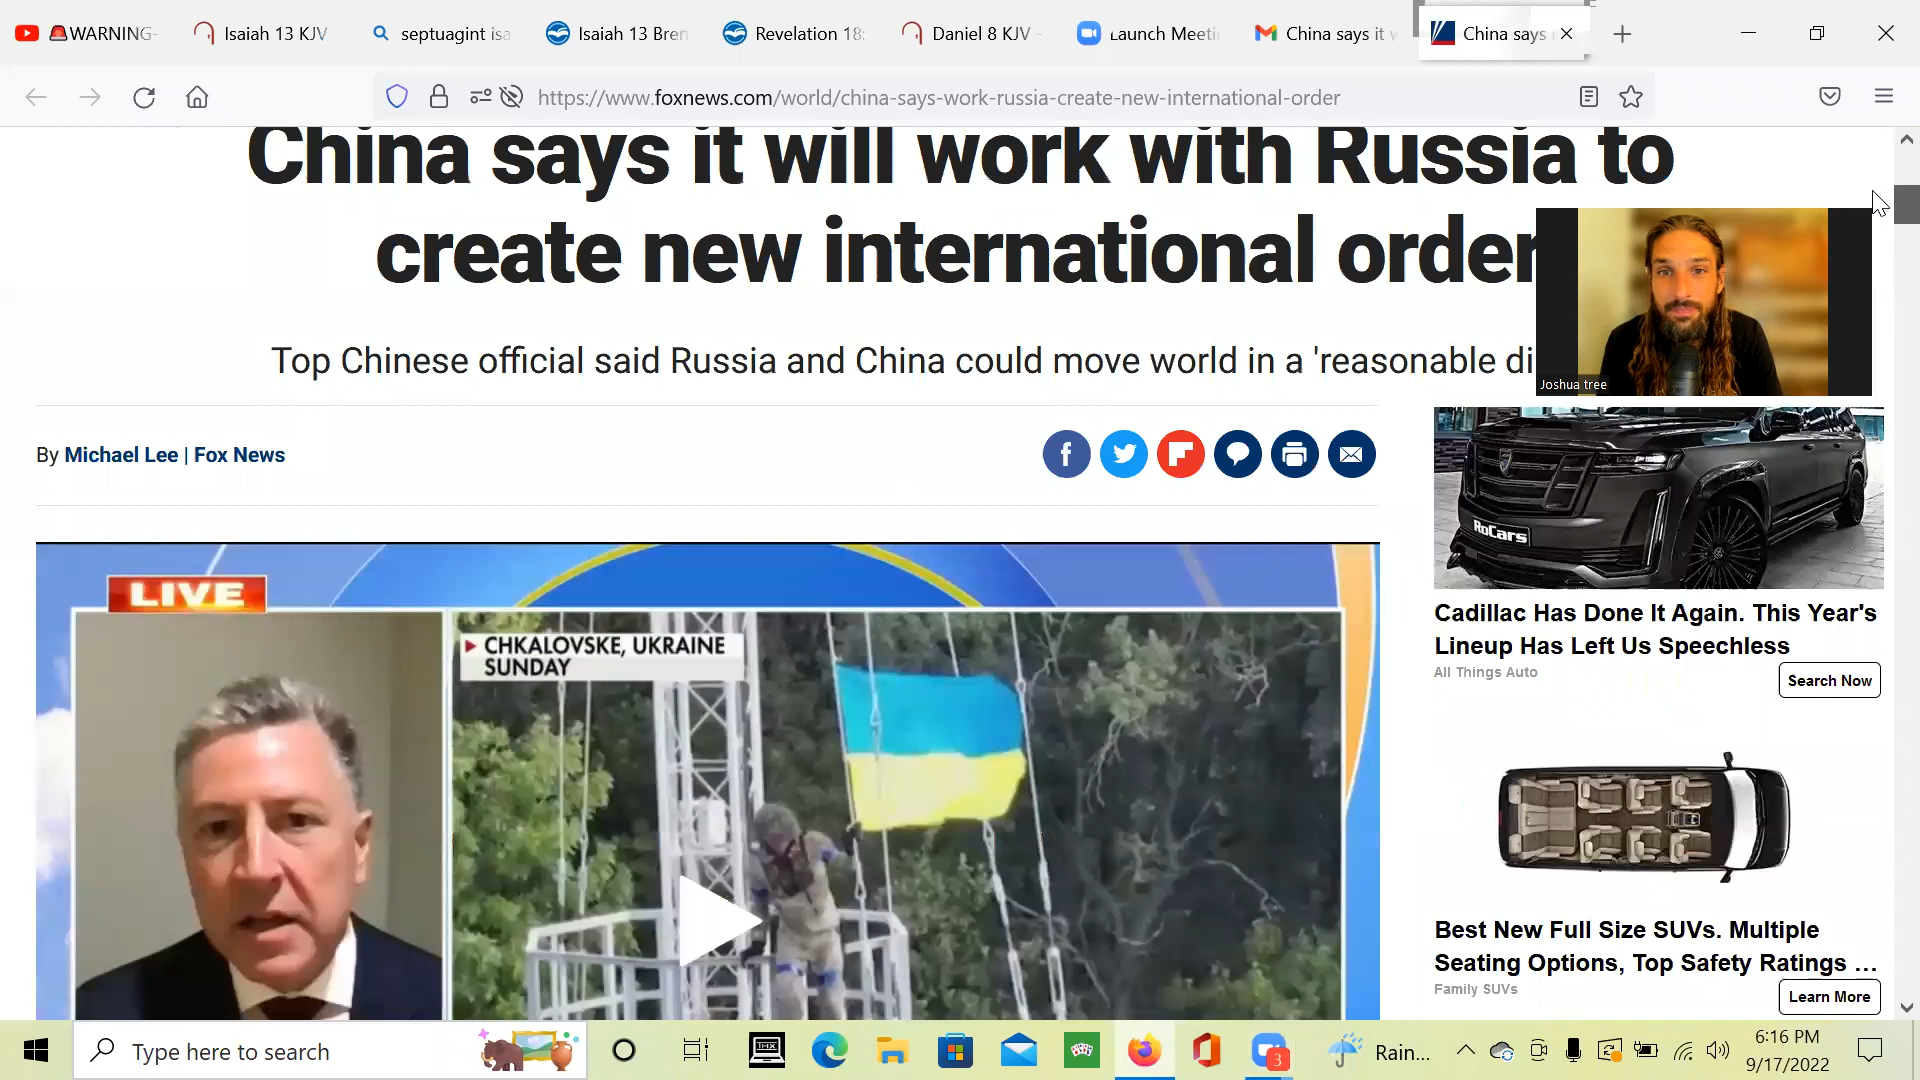 🚨WARNING-
Isaiah 13 KJV
septuagint isa
Isaiah 13 Bren
Revelation 18:
Daniel 8 KJV -
Launch Meeti
China says it w
China says
https://www.foxnews.com/world/china-says-work-russia-create-new-international-order
China says it will work with Russia to
create new international order
Top Chinese official said Russia and China could move world in a 'reasonable di
Joshua tree
By Michael Lee | Fox News
LIVE
CHKALOVSKE, UKRAINE
SUNDAY
RoCars
Cadillac Has Done It Again. This Year's
Lineup Has Left Us Speechless
All Things Auto
Search Now
Best New Full Size SUVs. Multiple
Seating Options, Top Safety Ratings ...
Family SUVs
Learn More
Type here to search
THX
3
Rain...
6:16 PM
9/17/2022